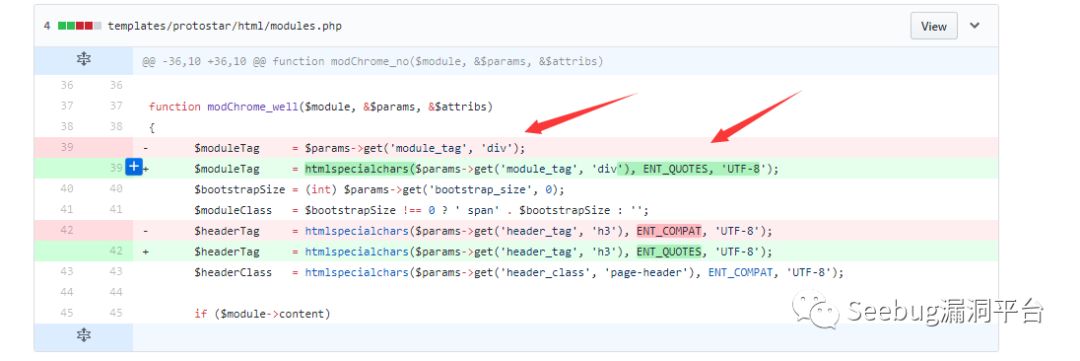 4 templates/protostar/html/modules.php View
@@ -36,10 +36,10 @@ function modChrome_no($module, &$params, &$attribs)
36 36
37 37 function modChrome_well($module, &$params, &$attribs)
38 38 {
39 - $moduleTag = $params->get('module_tag', 'div');
39 + $moduleTag = htmlspecialchars($params->get('module_tag', 'div'), ENT_QUOTES, 'UTF-8');
40 40 $bootstrapSize = (int) $params->get('bootstrap_size', 0);
41 41 $moduleClass = $bootstrapSize !== 0 ? ' span' . $bootstrapSize : '';
42 - $headerTag = htmlspecialchars($params->get('header_tag', 'h3'), ENT_COMPAT, 'UTF-8');
42 + $headerTag = htmlspecialchars($params->get('header_tag', 'h3'), ENT_QUOTES, 'UTF-8');
43 43 $headerClass = htmlspecialchars($params->get('header_class', 'page-header'), ENT_COMPAT, 'UTF-8');
44 44
45 45 if ($module->content)
Seebug漏洞平台